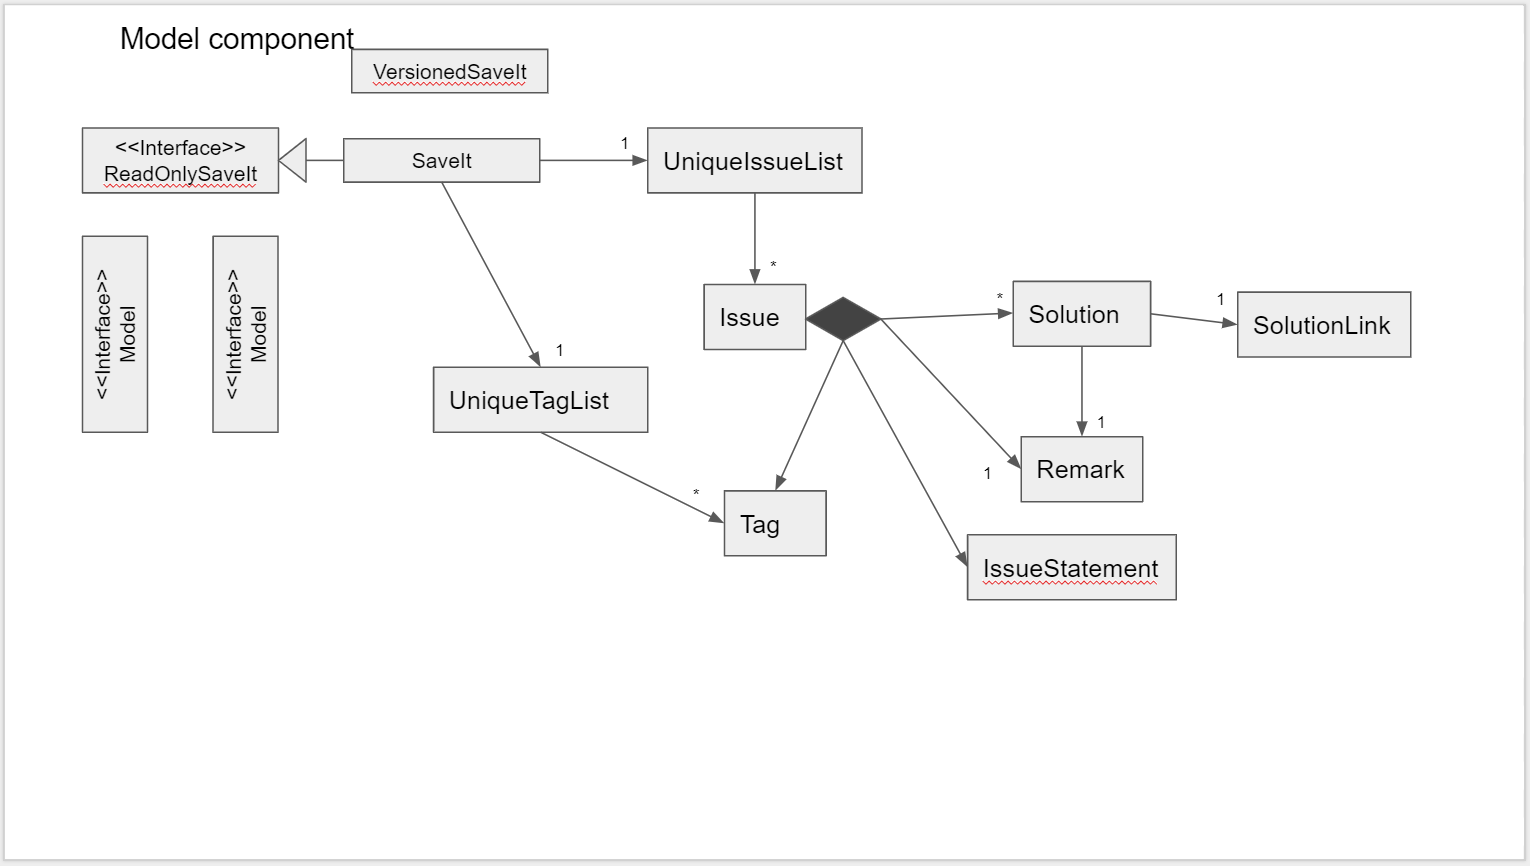 Model component
VersionedSaveIt
<<Interface>>
ReadOnlySaveIt
SaveIt
1
UniqueIssueList
<<Interface>>
Model
<<Interface>>
Model
*
Issue
*
Solution
1
SolutionLink
1
UniqueTagList
1
1
Remark
*
Tag
IssueStatement